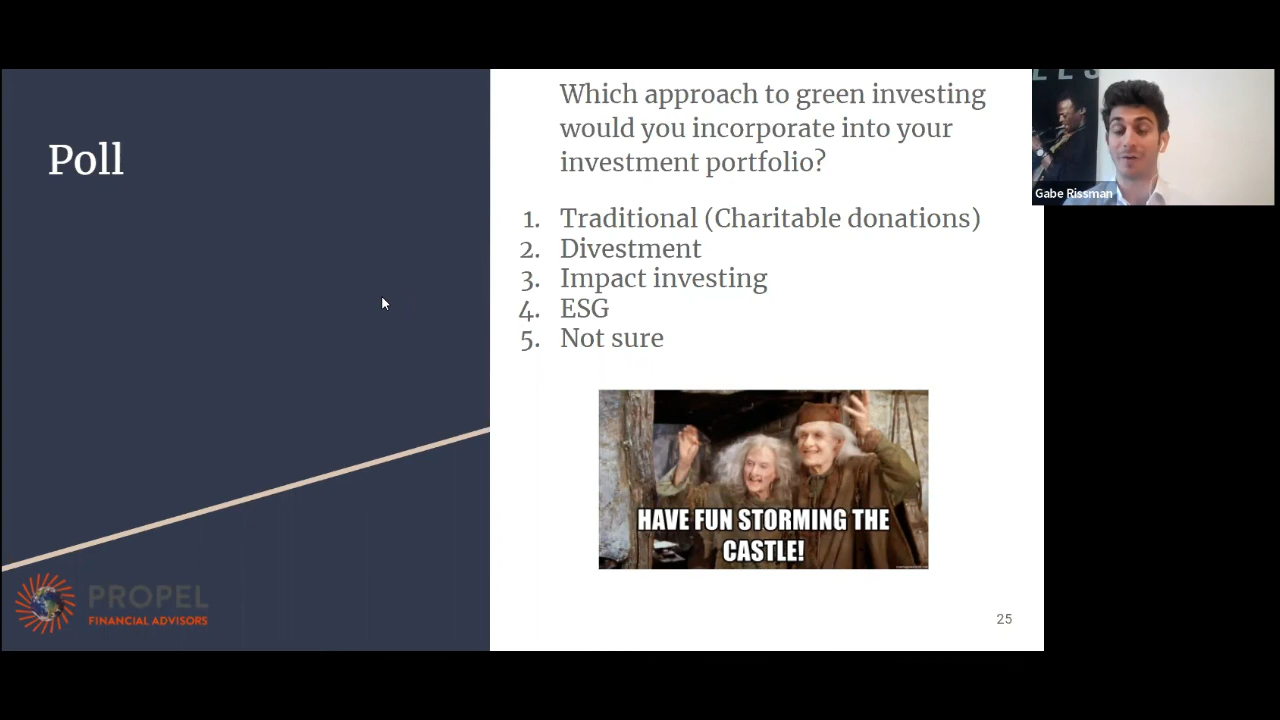 Poll
Which approach to green investing
would you incorporate into your
investment portfolio?
1. Traditional (Charitable donations)
2. Divestment
3. Impact investing
4. ESG
5. Not sure
HAVE FUN STORMING THE
CASTLE!
PROPEL
FINANCIAL ADVISORS
25
Gabe Rissman